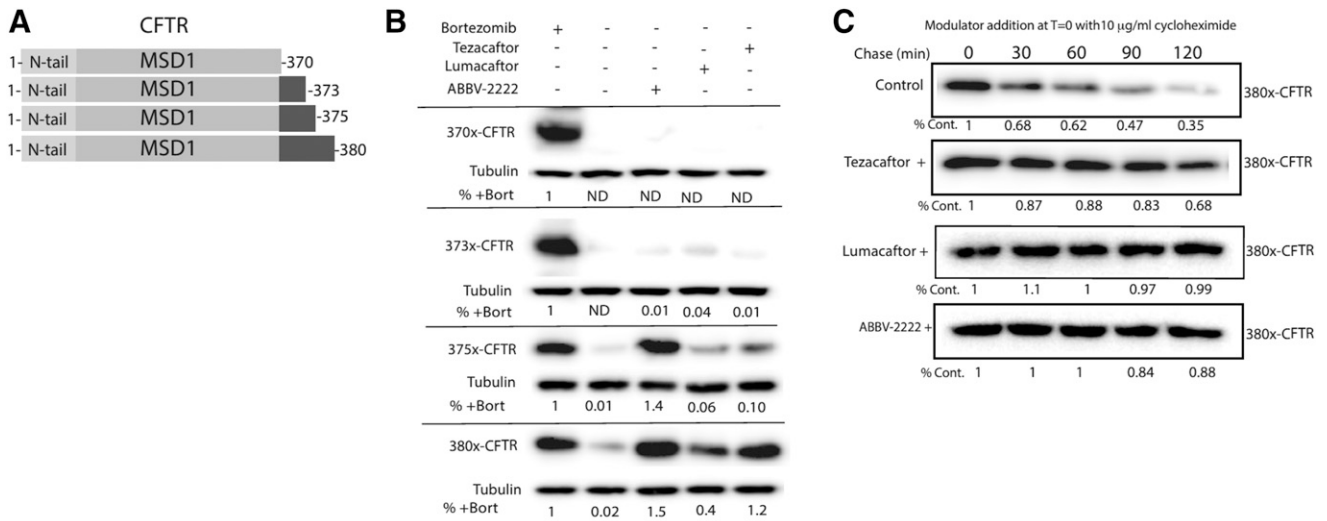 A
CFTR
1- N-tail MSD1 -370
1- N-tail MSD1 -373
1- N-tail MSD1 -375
1- N-tail MSD1 -380
B
Bortezomib + - - - -
Tezacaftor - - - - +
Lumacaftor - - - + -
ABBV-2222 - - + - -
370x-CFTR
Tubulin
% +Bort 1 ND ND ND ND
373x-CFTR
Tubulin
% +Bort 1 ND 0.01 0.04 0.01
375x-CFTR
Tubulin
% +Bort 1 0.01 1.4 0.06 0.10
380x-CFTR
Tubulin
% +Bort 1 0.02 1.5 0.4 1.2
C
Modulator addition at T=0 with10 µg/ml cycloheximide
Chase (min) 0 30 60 90 120
Control 380x-CFTR
% Cont. 1 0.68 0.62 0.47 0.35
Tezacaftor + 380x-CFTR
% Cont. 1 0.87 0.88 0.83 0.68
Lumacaftor + 380x-CFTR
% Cont. 1 1.1 1 0.97 0.99
ABBV-2222 + 380x-CFTR
% Cont. 1 1 1 0.84 0.88